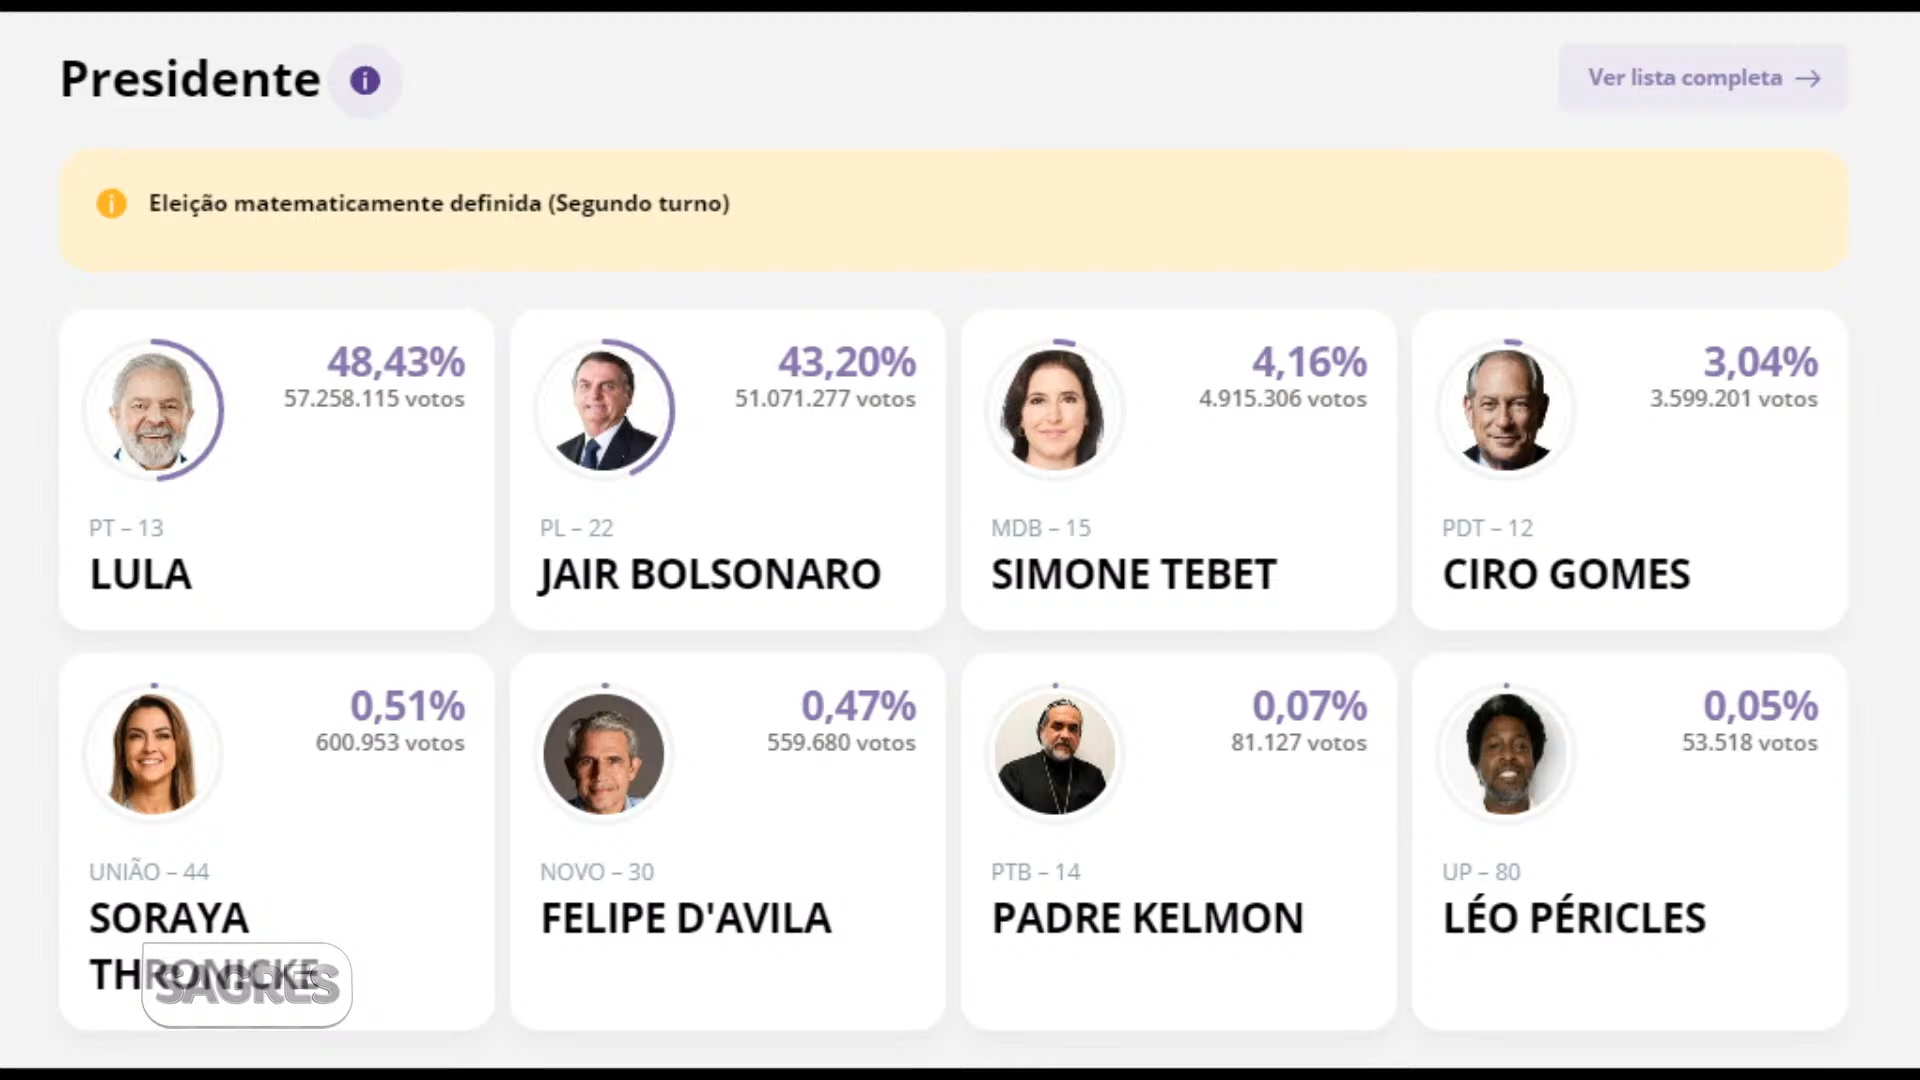 Presidente
Ver lista completa →
Eleição matematicamente definida (Segundo turno)
48,43%
57.258.115 votos
PT – 13
LULA
43,20%
51.071.277 votos
PL – 22
JAIR BOLSONARO
4,16%
4.915.306 votos
MDB – 15
SIMONE TEBET
3,04%
3.599.201 votos
PDT – 12
CIRO GOMES
0,51%
600.953 votos
UNIÃO – 44
SORAYA
THRONICKE
SAGRES
0,47%
559.680 votos
NOVO – 30
FELIPE D'AVILA
0,07%
81.127 votos
PTB – 14
PADRE KELMON
0,05%
53.518 votos
UP – 80
LÉO PÉRICLES